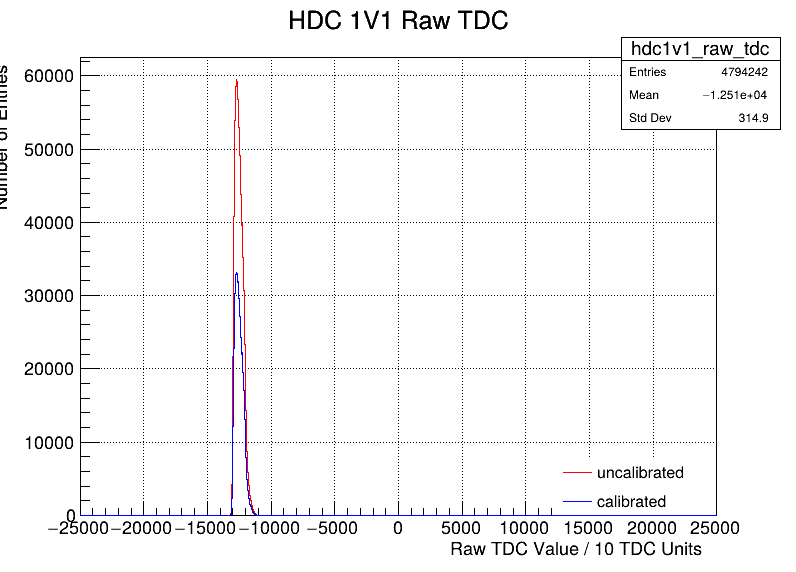 HDC 1V1 Raw TDC
hdc1v1_raw_tdc
Entries 4794242
Mean −1.251e+04
Std Dev 314.9
Number of Entries
60000
50000
40000
30000
20000
10000
0
−25000 −20000 −15000 −10000 −5000 0 5000 10000 15000 20000 25000
Raw TDC Value / 10 TDC Units
uncalibrated
calibrated